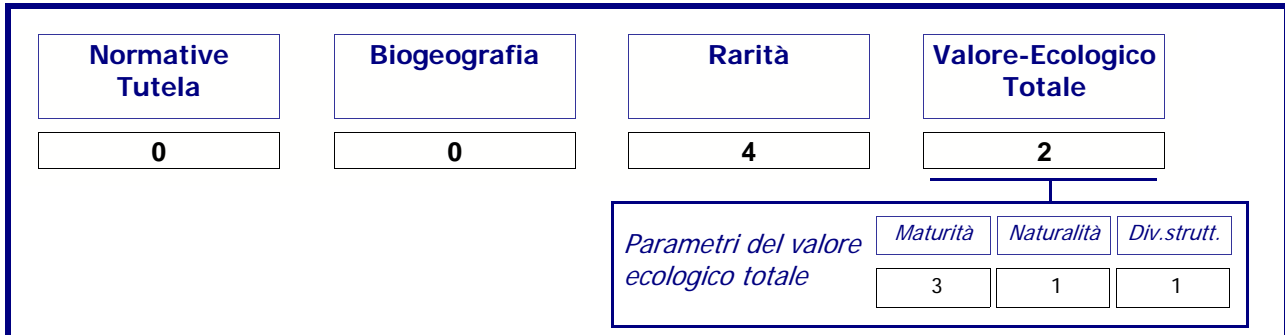 Normative
Tutela
Biogeografia
Rarità
Valore-Ecologico
Totale
0
0
4
2
Parametri del valore
ecologico totale
Maturità
Naturalità
Div.strutt.
3
1
1